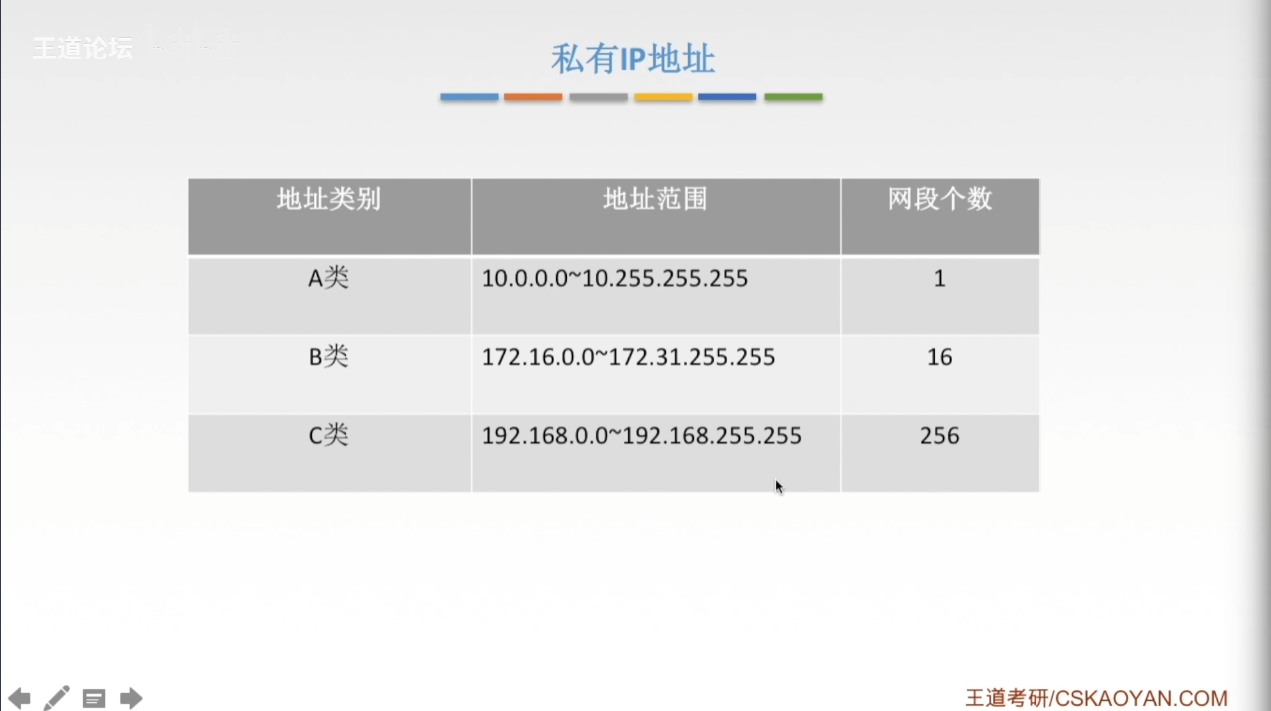 王道论坛
私有IP地址
地址类别 地址范围 网段个数
A类 10.0.0.0~10.255.255.255 1
B类 172.16.0.0~172.31.255.255 16
C类 192.168.0.0~192.168.255.255 256
王道考研/CSKAOYAN.COM